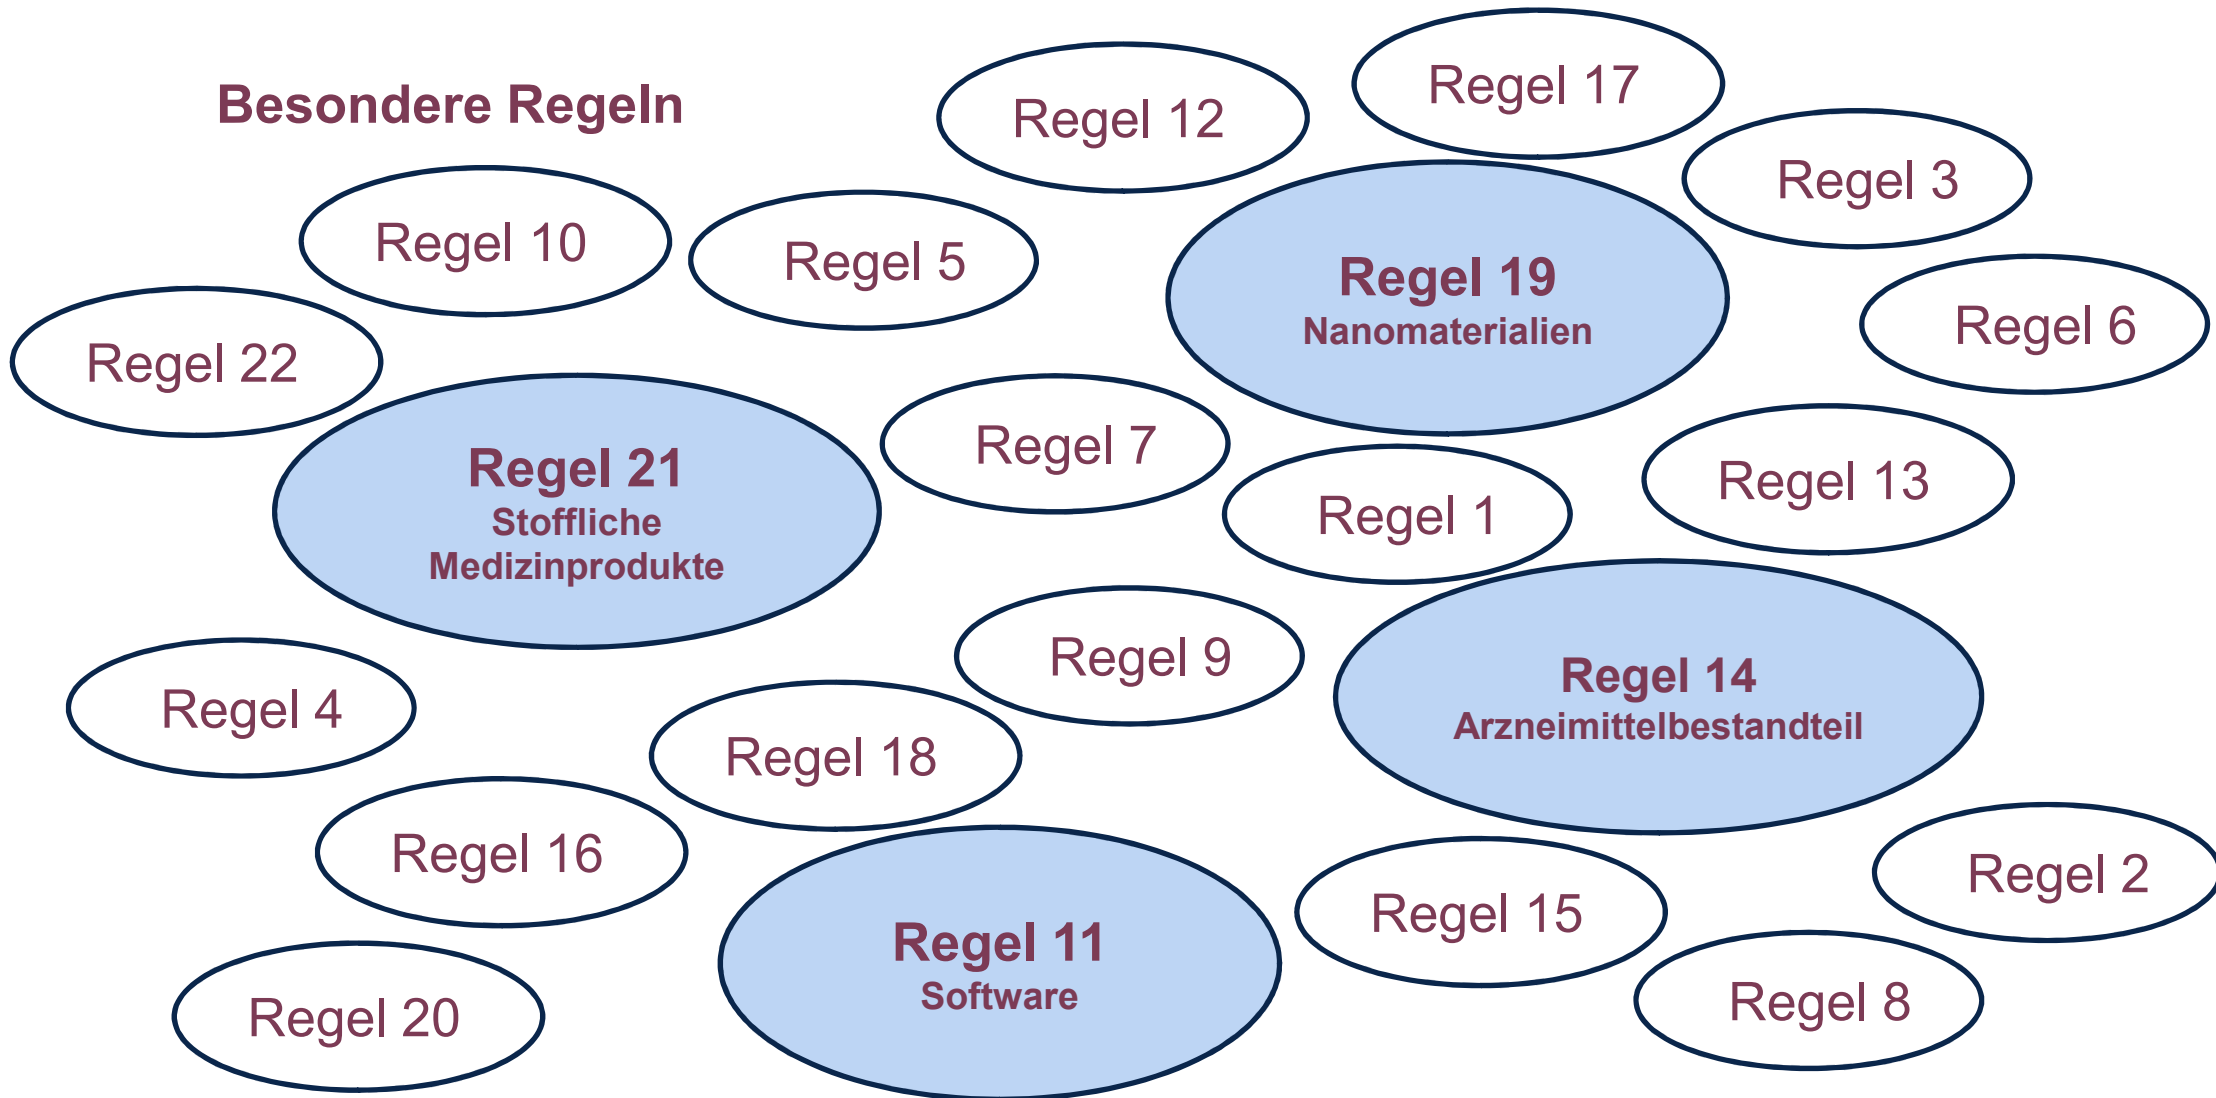 Besondere Regeln
Regel 12
Regel 17
Regel 3
Regel 10
Regel 5
Regel 19
Nanomaterialien
Regel 6
Regel 22
Regel 21
Stoffliche
Medizinprodukte
Regel 7
Regel 1
Regel 13
Regel 4
Regel 18
Regel 9
Regel 14
Arzneimittelbestandteil
Regel 16
Regel 11
Software
Regel 15
Regel 2
Regel 20
Regel 8